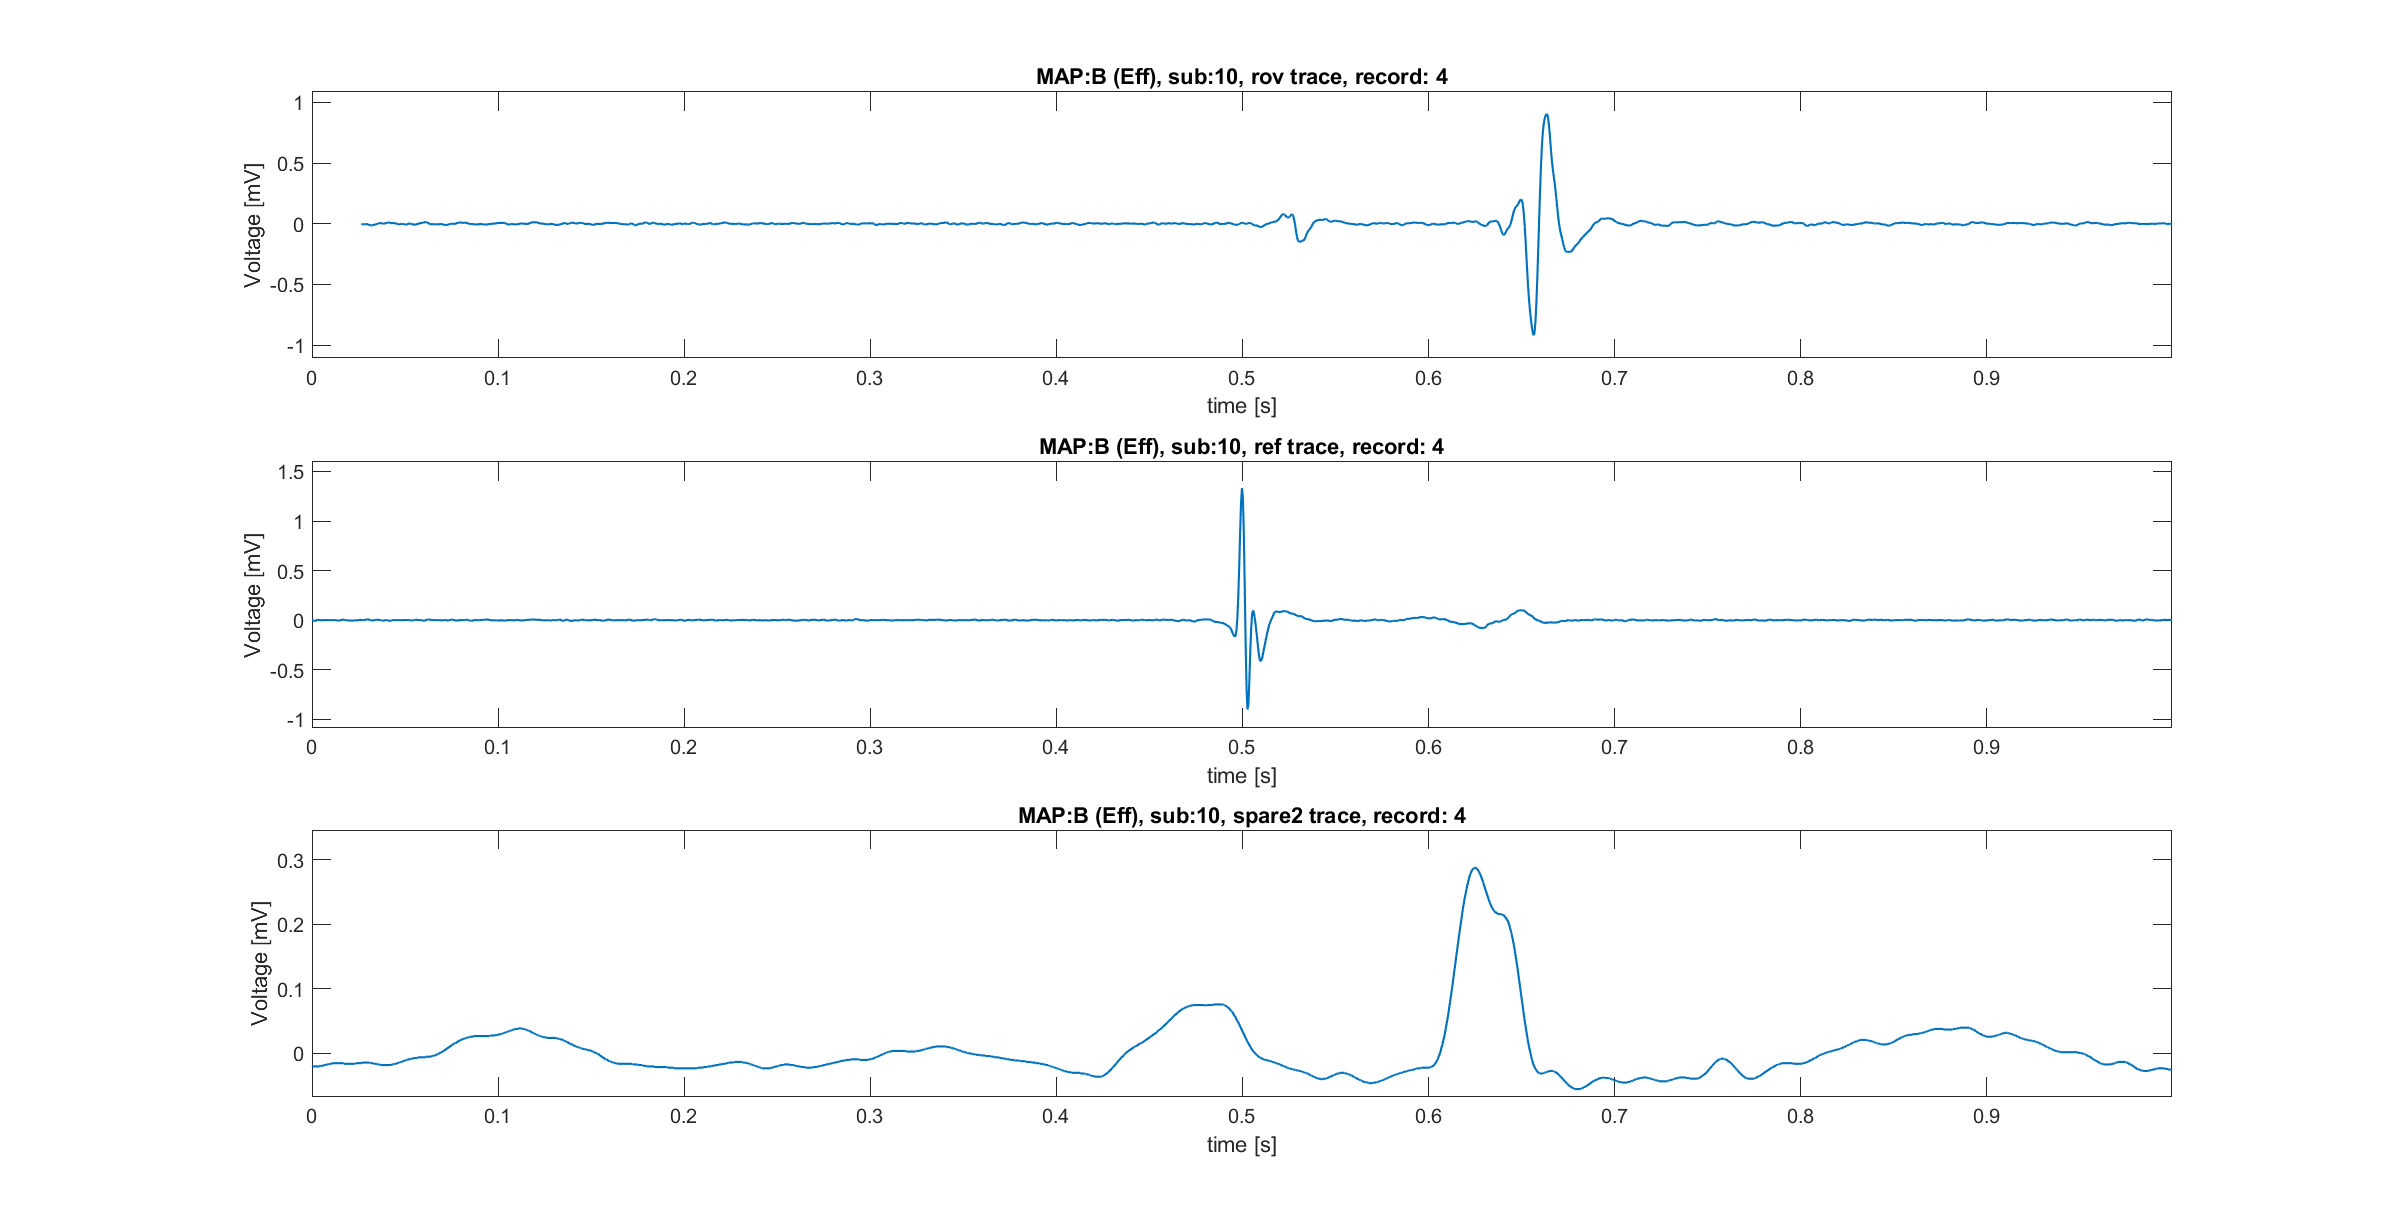 MAP:B (Eff), sub:10, rov trace, record: 4
1
0.5
0
-0.5
-1
Voltage [mV]
0 0.1 0.2 0.3 0.4 0.5 0.6 0.7 0.8 0.9
time [s]
MAP:B (Eff), sub:10, ref trace, record: 4
1.5
1
0.5
0
-0.5
-1
Voltage [mV]
0 0.1 0.2 0.3 0.4 0.5 0.6 0.7 0.8 0.9
time [s]
MAP:B (Eff), sub:10, spare2 trace, record: 4
0.3
0.2
0.1
0
Voltage [mV]
0 0.1 0.2 0.3 0.4 0.5 0.6 0.7 0.8 0.9
time [s]